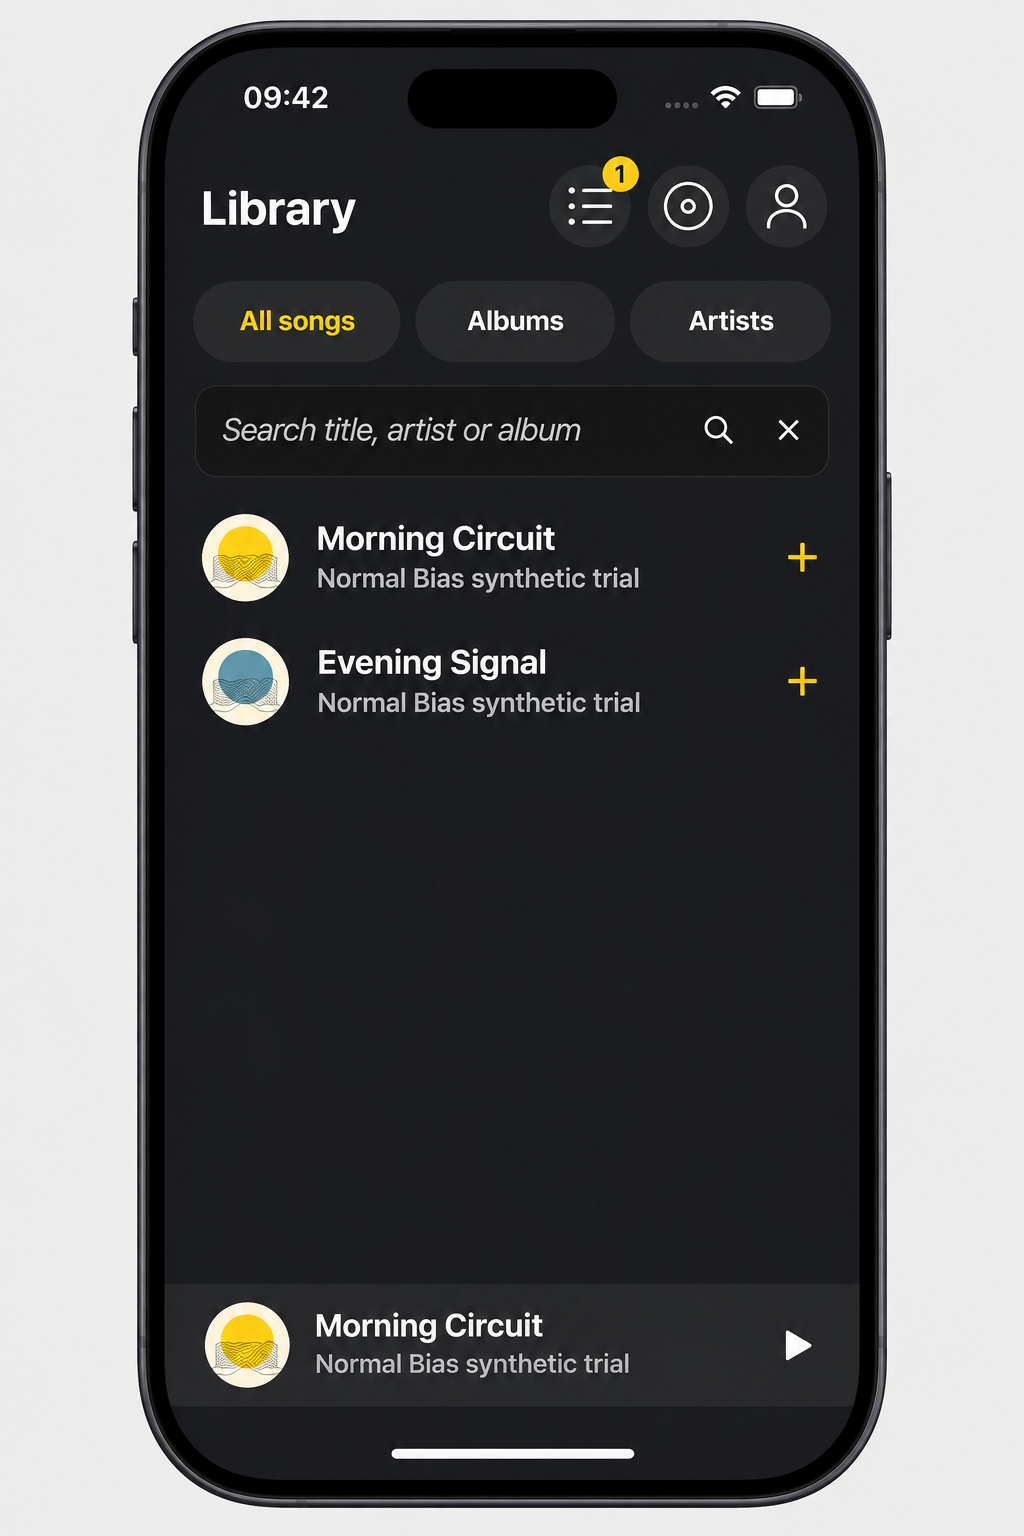 09:42
Library
1
All songs
Albums
Artists
Search title, artist or album
Morning Circuit
Normal Bias synthetic trial
Evening Signal
Normal Bias synthetic trial
Morning Circuit
Normal Bias synthetic trial